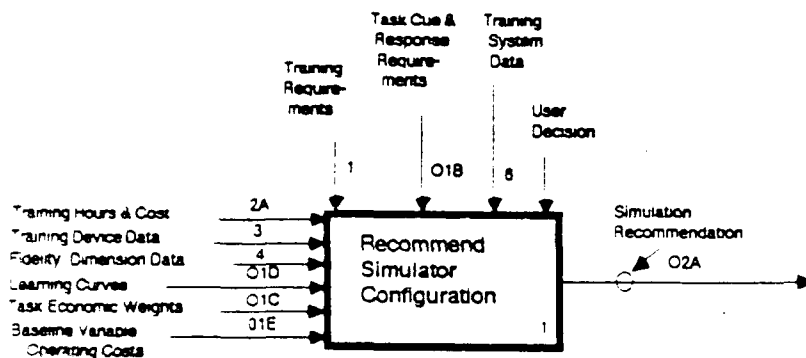 Task Cue &
Response
Require-
ments
Training
System
Data
Training
Require-
ments
User
Decision
1
O1B
6
Training Hours & Cost
2A
Training Device Data
3
Fidelity Dimension Data
4
Learning Curves
O1D
Task Economic Weights
O1C
Baseline Variable
Operating Costs
01E
Recommend
Simulator
Configuration
1
Simulation
Recommendation
O2A